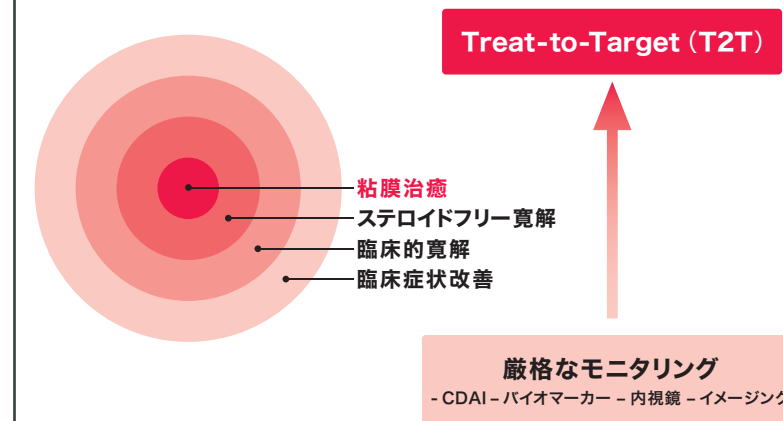 Treat-to-Target（T2T）
粘膜治癒
ステロイドフリー寛解
臨床的寛解
臨床症状改善
厳格なモニタリング
- CDAI – バイオマーカー – 内視鏡 – イメージング